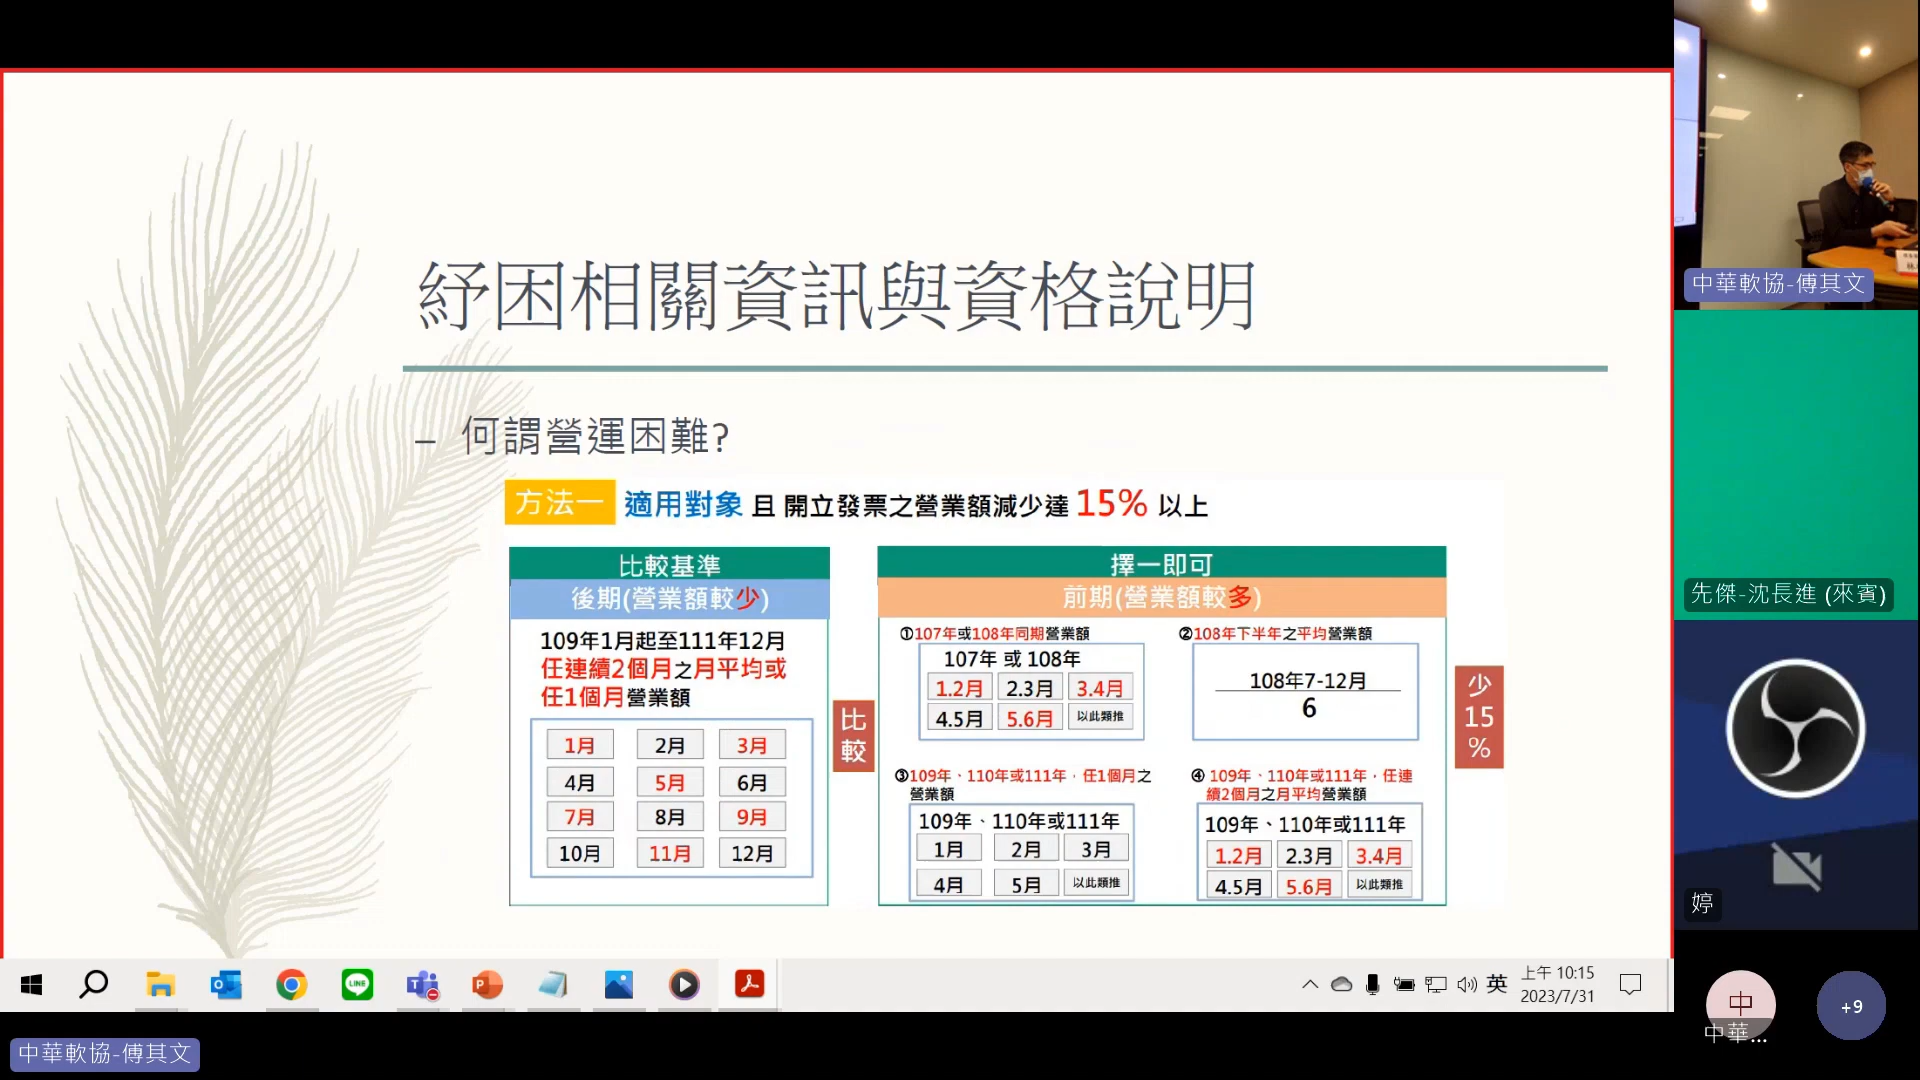 紓困相關資訊與資格說明
– 何謂營運困難?
方法一 適用對象 且 開立發票之營業額減少達 15% 以上
比較基準
後期(營業額較少)
109年1月起至111年12月
任連續2個月之月平均或
任1個月營業額
1月 2月 3月
4月 5月 6月
7月 8月 9月
10月 11月 12月
比較
擇一即可
前期(營業額較多)
①107年或108年同期營業額
107年 或 108年
1.2月 2.3月 3.4月
4.5月 5.6月 以此類推
②108年下半年之平均營業額
108年7-12月
6
③109年、110年或111年,任1個月之
營業額
109年、110年或111年
1月 2月 3月
4月 5月 以此類推
④ 109年、110年或111年,任連
續2個月之月平均營業額
109年、110年或111年
1.2月 2.3月 3.4月
4.5月 5.6月 以此類推
少
15
%
LINE
英
上午 10:15
2023/7/31
中華軟協-傅其文
中華軟協-傅其文
先傑-沈長進 (來賓)
婷
中
中華...
+9